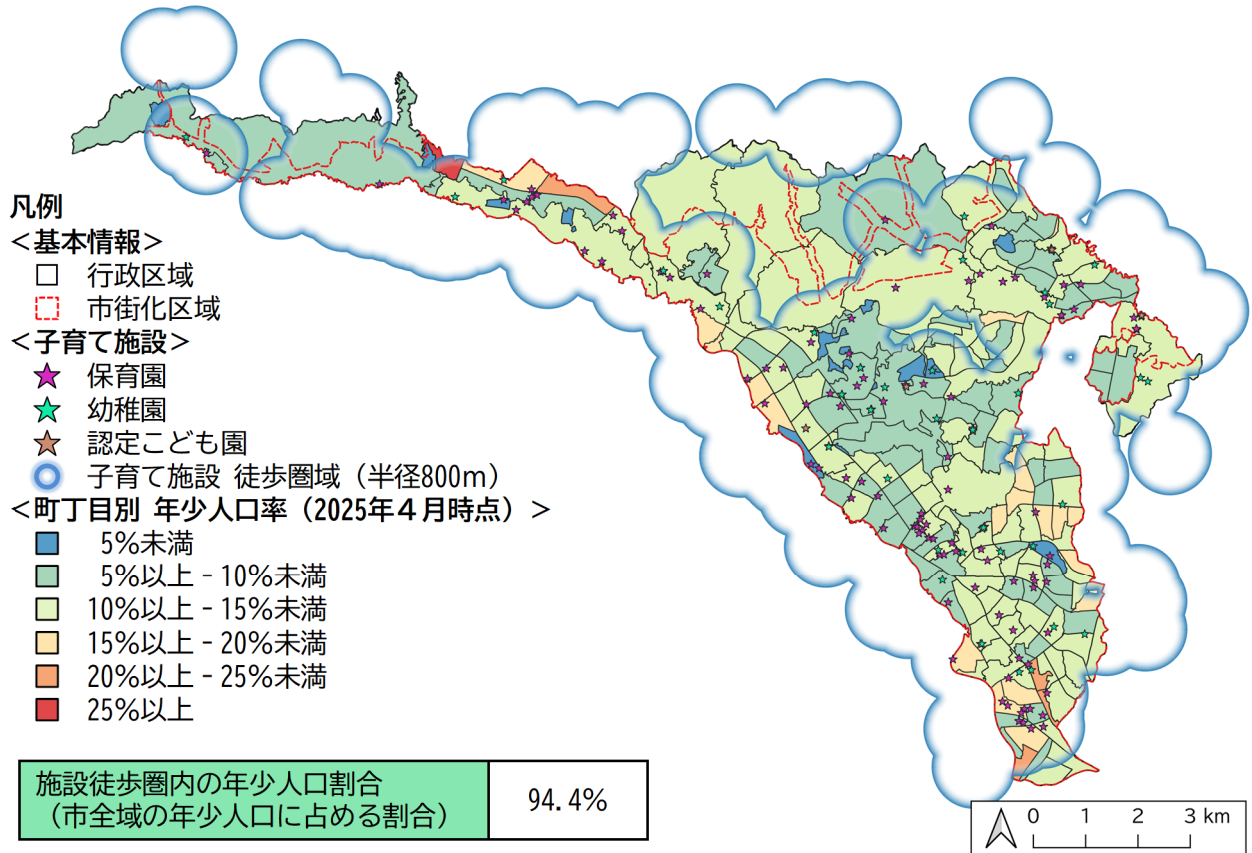 凡例
＜基本情報＞
行政区域
市街化区域
＜子育て施設＞
保育園
幼稚園
認定こども園
子育て施設 徒歩圏域（半径800m）
＜町丁目別 年少人口率（2025年４月時点）＞
5%未満
5%以上 - 10%未満
10%以上 - 15%未満
15%以上 - 20%未満
20%以上 - 25%未満
25%以上
施設徒歩圏内の年少人口割合
（市全域の年少人口に占める割合）
94.4%
0 1 2 3 km